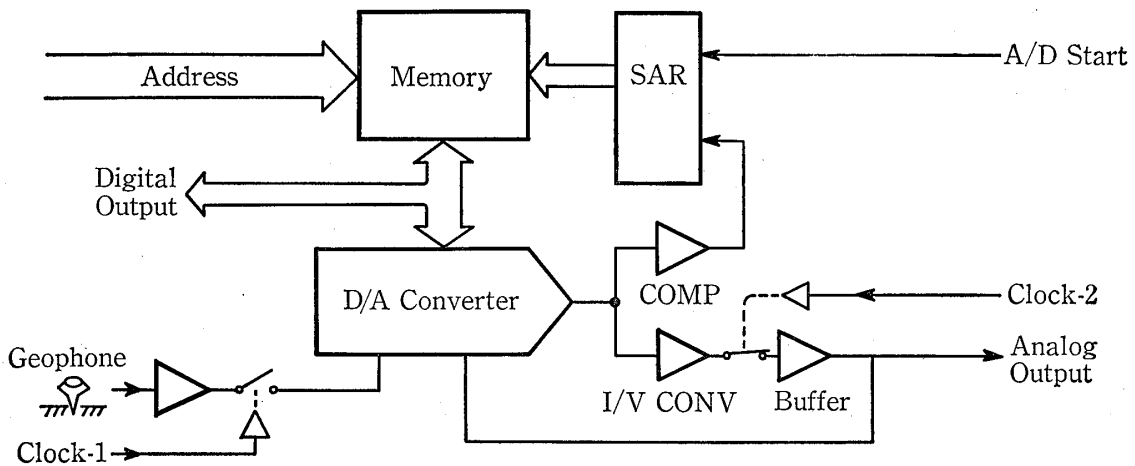 Address
Memory
SAR
A/D Start
Digital
Output
D/A Converter
COMP
Clock-2
Geophone
I/V CONV
Buffer
Analog
Output
Clock-1